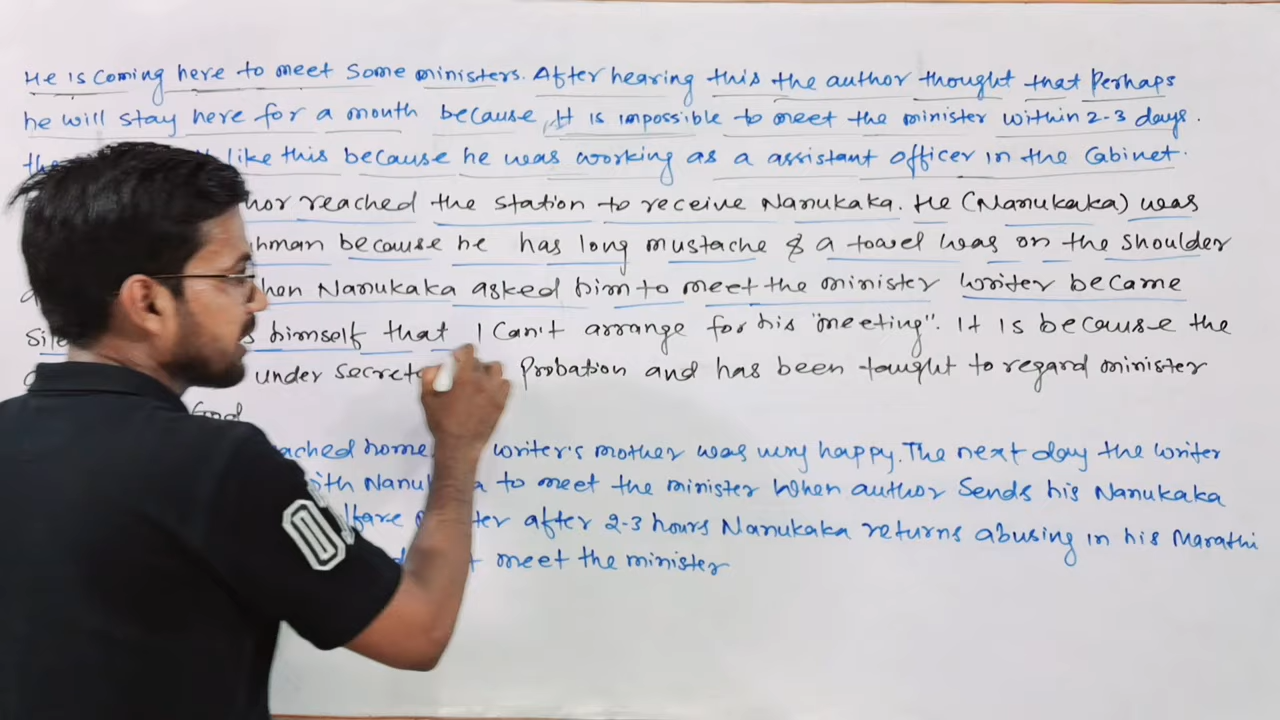 He is coming here to meet some ministers. After hearing this the author thought that Perhaps
he will stay here for a month because It is impossible to meet the minister within 2-3 days.
like this because he was working as a assistant officer in the Cabinet.
reached the station to receive Nanukaka. He (Nanukaka) was
because he has long mustache & a towel was on the shoulder
Nanukaka asked him to meet the minister writer became
himself that I can't arrange for his "meeting". It is because the
under Probation and has been taught to regard minister
God
home writer's mother was very happy. The next day the writer
to meet the minister when author sends his Nanukaka
after 2-3 hours Nanukaka returns abusing in his Marathi
meet the minister